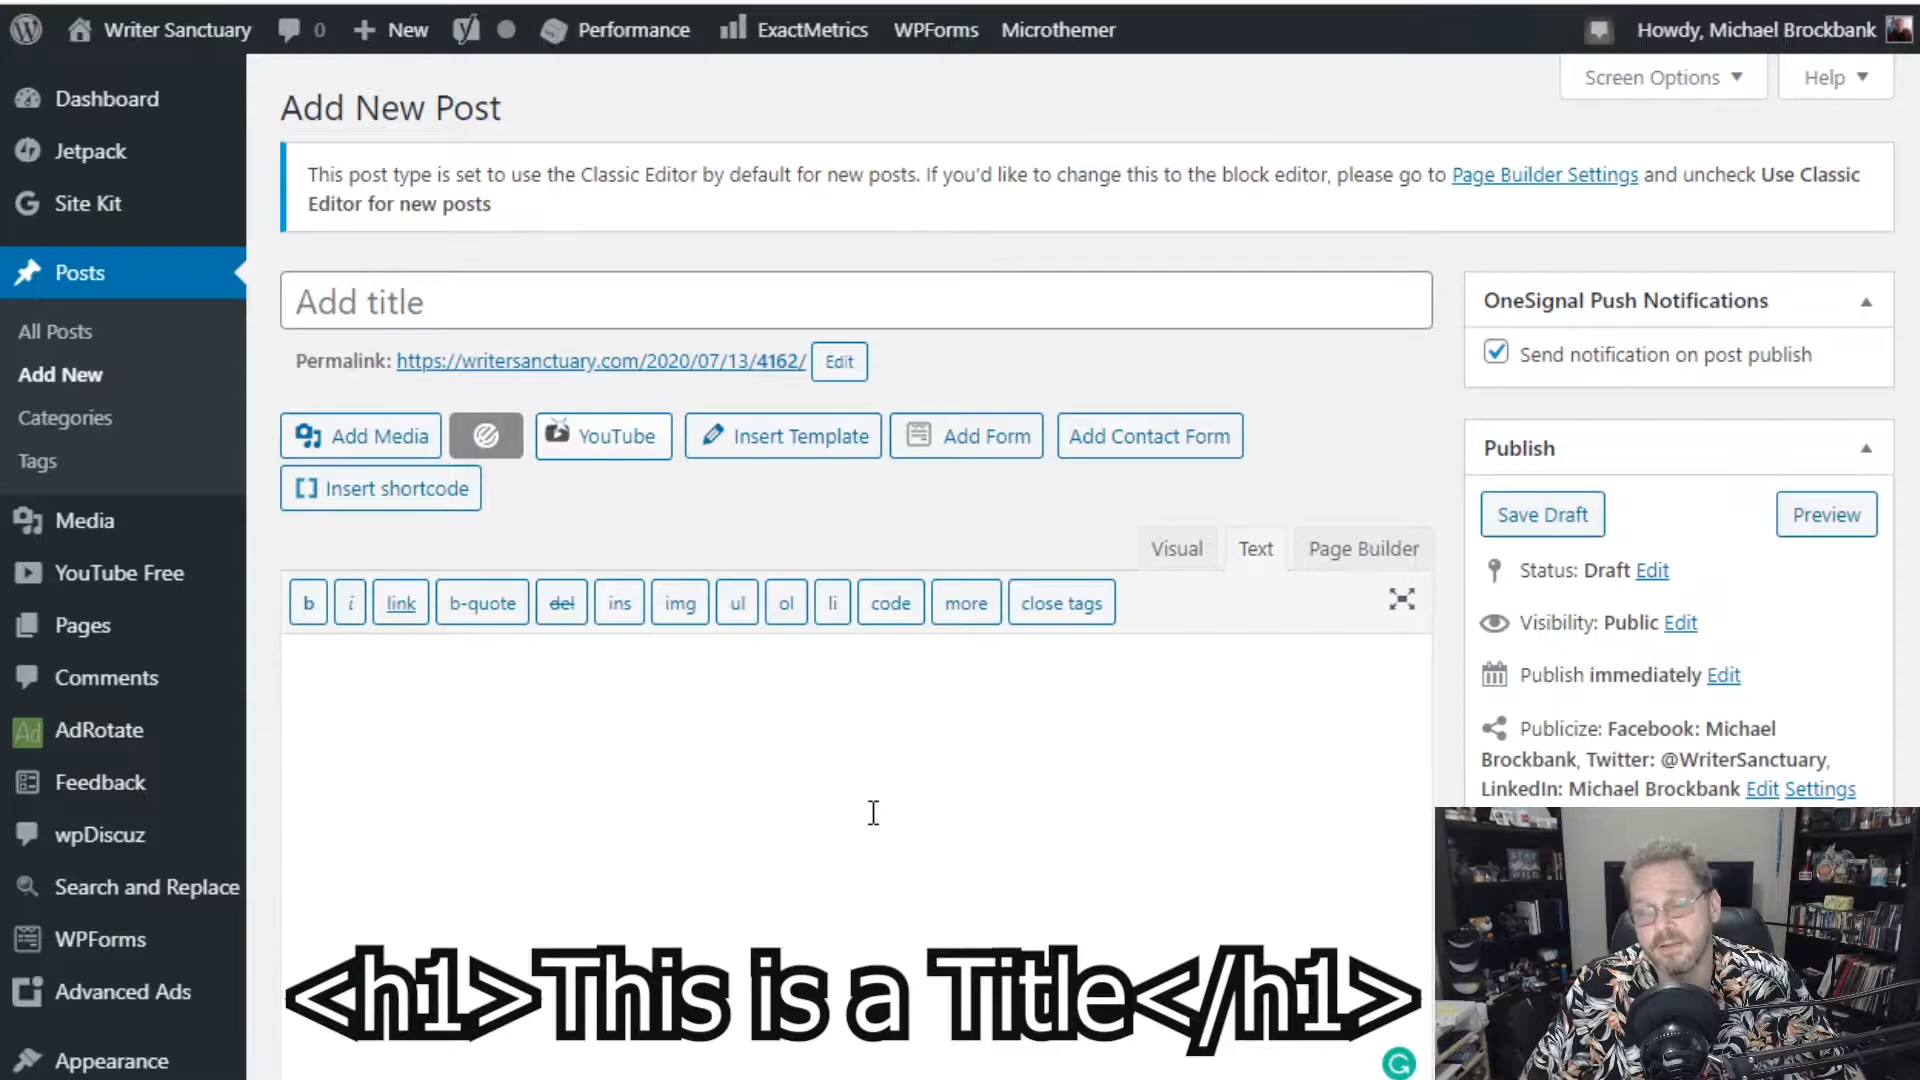 Writer Sanctuary 0 New Performance ExactMetrics WPForms Microthemer Howdy, Michael Brockbank
Screen Options Help
Dashboard
Jetpack
Site Kit
Posts
All Posts
Add New
Categories
Tags
Media
YouTube Free
Pages
Comments
AdRotate
Feedback
wpDiscuz
Search and Replace
WPForms
Advanced Ads
Appearance
Add New Post
This post type is set to use the Classic Editor by default for new posts. If you'd like to change this to the block editor, please go to Page Builder Settings and uncheck Use Classic
Editor for new posts
Add title
Permalink: https://writersanctuary.com/2020/07/13/4162/ Edit
Add Media YouTube Insert Template Add Form Add Contact Form
Insert shortcode
Visual Text Page Builder
b i link b-quote del ins img ul ol li code more close tags
<h1>This is a Title</h1>
OneSignal Push Notifications
Send notification on post publish
Publish
Save Draft Preview
Status: Draft Edit
Visibility: Public Edit
Publish immediately Edit
Publicize: Facebook: Michael
Brockbank, Twitter: @WriterSanctuary,
LinkedIn: Michael Brockbank Edit Settings